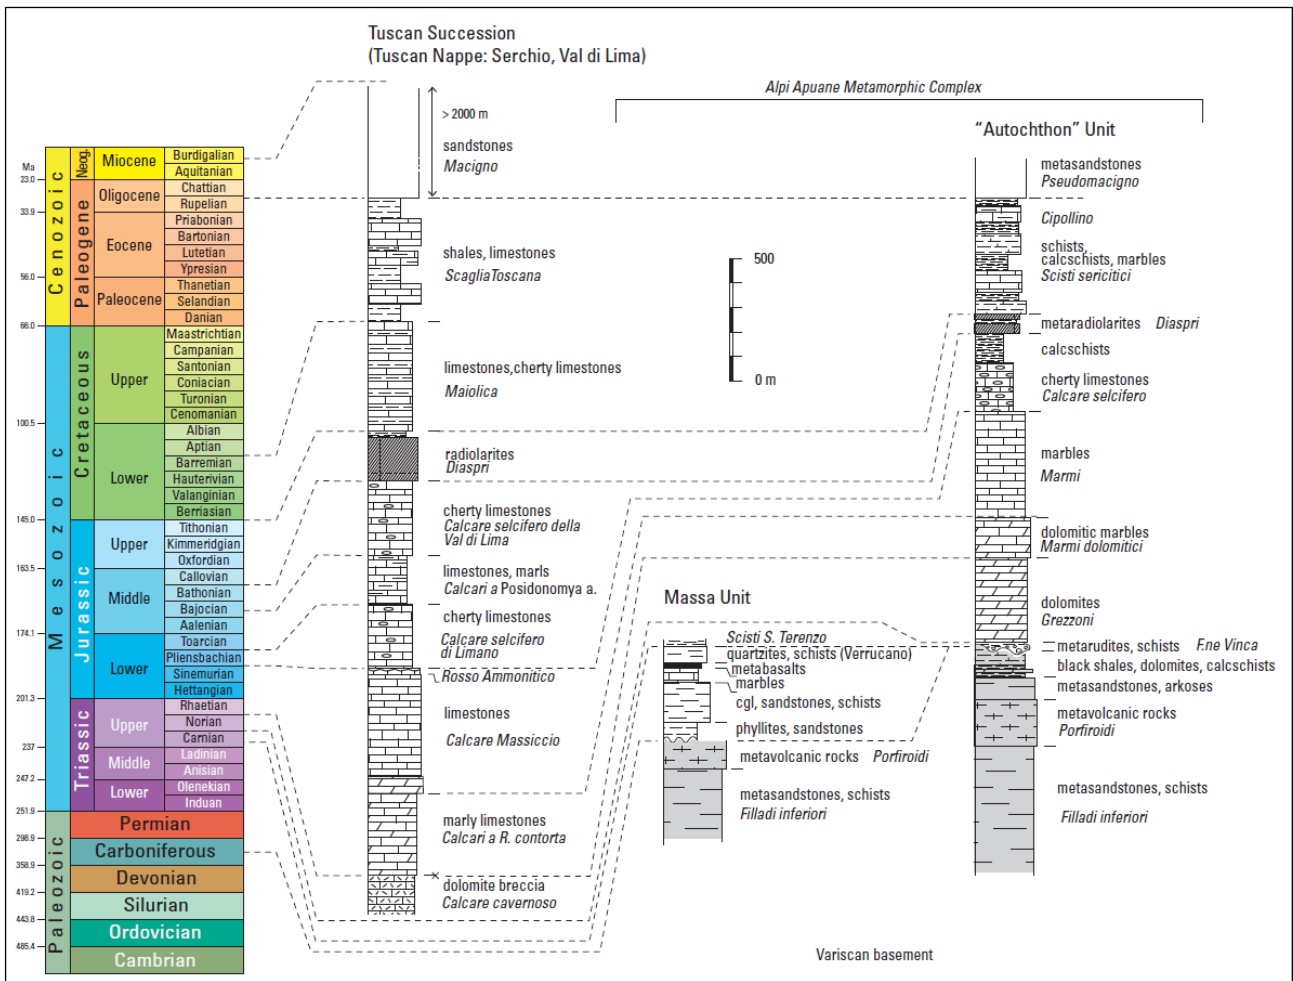 Tuscan Succession
(Tuscan Nappe: Serchio, Val di Lima)
Alpi Apuane Metamorphic Complex
"Autochthon" Unit
Massa Unit
> 2000 m
sandstones
Macigno
shales, limestones
ScagliaToscana
limestones,cherty limestones
Maiolica
radiolarites
Diaspri
cherty limestones
Calcare selcifero della
Val di Lima
limestones, marls
Calcari a Posidonomya a.
cherty limestones
Calcare selcifero
di Limano
Rosso Ammonitico
limestones
Calcare Massiccio
marly limestones
Calcari a R. contorta
dolomite breccia
Calcare cavernoso
500
0 m
Scisti S. Terenzo
quartzites, schists (Verrucano)
metabasalts
marbles
cgl, sandstones, schists
phyllites, sandstones
metavolcanic rocks Porfiroidi
metasandstones, schists
Filladi inferiori
metasandstones
Pseudomacigno
Cipollino
schists,
calcschists, marbles
Scisti sericitici
metaradiolarites Diaspri
calcschists
cherty limestones
Calcare selcifero
marbles
Marmi
dolomitic marbles
Marmi dolomitici
dolomites
Grezzoni
metarudites, schists F.ne Vinca
black shales, dolomites, calcschists
metasandstones, arkoses
metavolcanic rocks
Porfiroidi
metasandstones, schists
Filladi inferiori
Variscan basement
Ma
23.0
33.9
56.0
66.0
100.5
145.0
163.5
174.1
201.3
237
247.2
251.9
298.9
358.9
419.2
443.8
485.4
Cenozoic
Mesozoic
Paleozoic
Neog.
Paleogene
Cretaceous
Jurassic
Triassic
Miocene
Oligocene
Eocene
Paleocene
Upper
Lower
Upper
Middle
Lower
Upper
Middle
Lower
Burdigalian
Aquitanian
Chattian
Rupelian
Priabonian
Bartonian
Lutetian
Ypresian
Thanetian
Selandian
Danian
Maastrichtian
Campanian
Santonian
Coniacian
Turonian
Cenomanian
Albian
Aptian
Barremian
Hauterivian
Valanginian
Berriasian
Tithonian
Kimmeridgian
Oxfordian
Callovian
Bathonian
Bajocian
Aalenian
Toarcian
Pliensbachian
Sinemurian
Hettangian
Rhaetian
Norian
Carnian
Ladinian
Anisian
Olenekian
Induan
Permian
Carboniferous
Devonian
Silurian
Ordovician
Cambrian